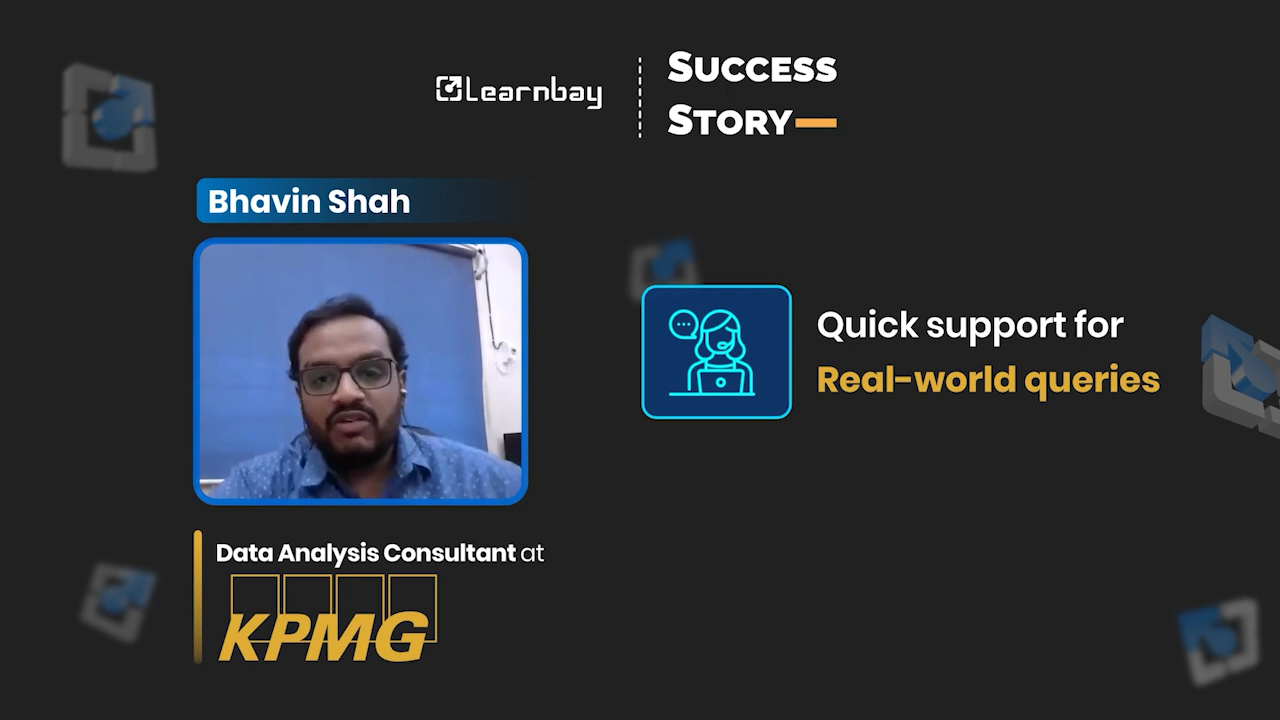 Learnbay
SUCCESS
STORY
Bhavin Shah
Quick support for
Real-world queries
Data Analysis Consultant at
KPMG